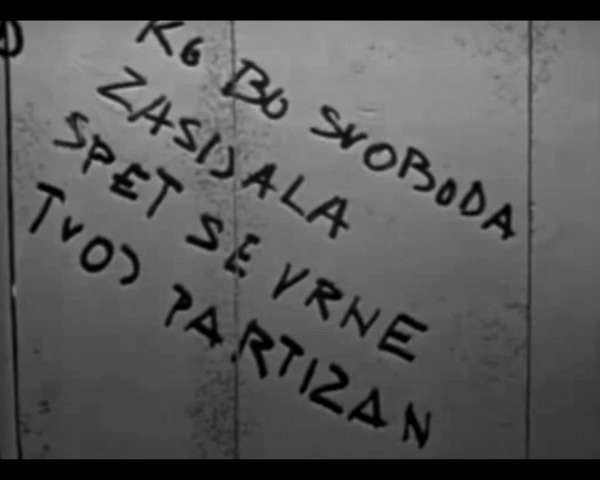 KO BO SVOBODA
ZASIJALA
SPET SE VRNE
TVOJ PARTIZAN